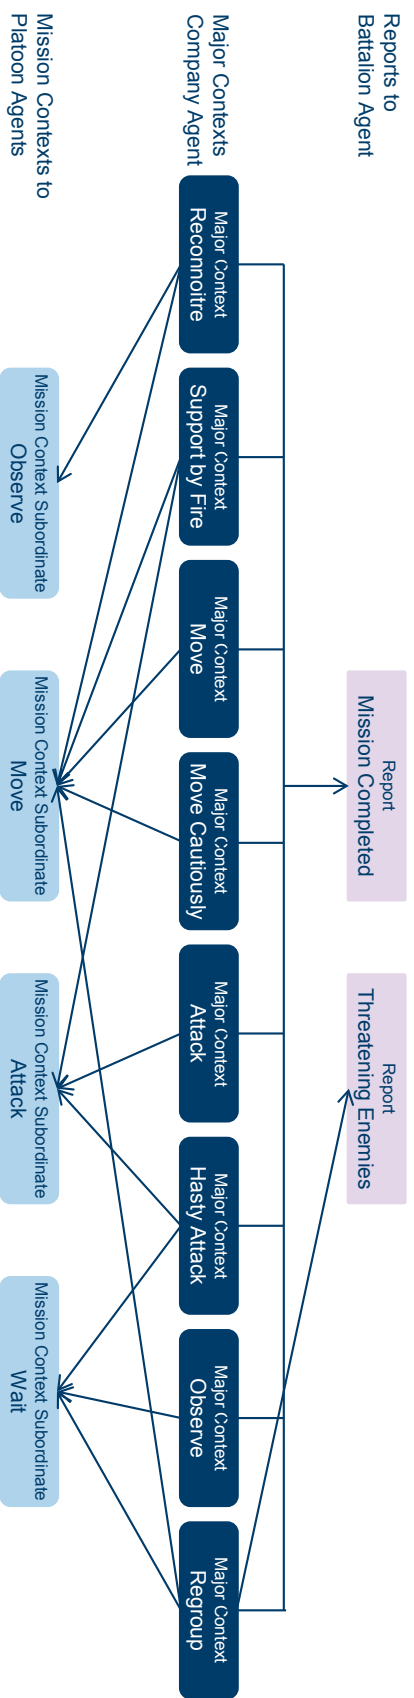 Reports to
Battalion Agent
Report
Mission Completed
Report
Threatening Enemies
Major Contexts
Company Agent
Major Context
Reconnoitre
Major Context
Support by Fire
Major Context
Move
Major Context
Move Cautiously
Major Context
Attack
Major Context
Hasty Attack
Major Context
Observe
Major Context
Regroup
Mission Contexts to
Platoon Agents
Mission Context Subordinate
Observe
Mission Context Subordinate
Move
Mission Context Subordinate
Attack
Mission Context Subordinate
Wait